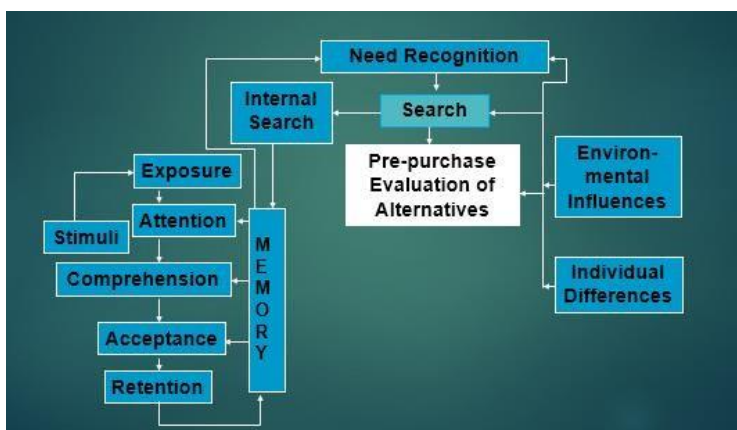 Need Recognition
Internal
Search
Search
Pre-purchase
Evaluation of
Alternatives
Environ-
mental
Influences
Individual
Differences
Exposure
Attention
Stimuli
Comprehension
Acceptance
Retention
M
E
M
O
R
Y